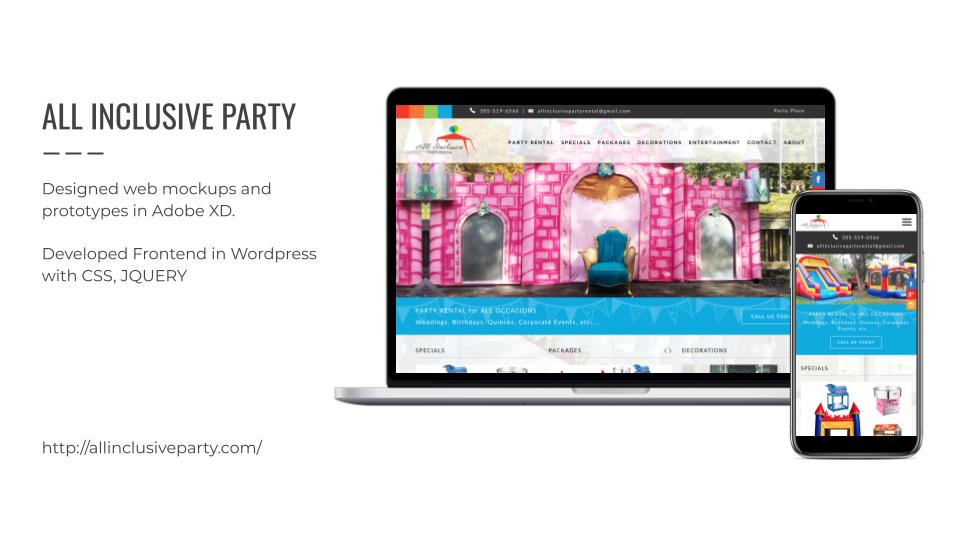 ALL INCLUSIVE PARTY
Designed web mockups and
prototypes in Adobe XD.
Developed Frontend in Wordpress
with CSS, JQUERY
http://allinclusiveparty.com/
305-519-6566 | allinclusivepartyrental@gmail.com
Party Place
All Inclusive
PARTY RENTAL SPECIALS PACKAGES DECORATIONS ENTERTAINMENT CONTACT ABOUT
PARTY RENTAL for ALL OCCACIONS
Weddings, Birthdays, Quinces, Corporate Events, etc....
CALL US TODAY
SPECIALS PACKAGES DECORATIONS
305-519-6566
allinclusivepartyrental@gmail.com
PARTY RENTAL for ALL OCCACIONS
Weddings, Birthdays, Quinces, Corporate
Events, etc....
CALL US TODAY
SPECIALS